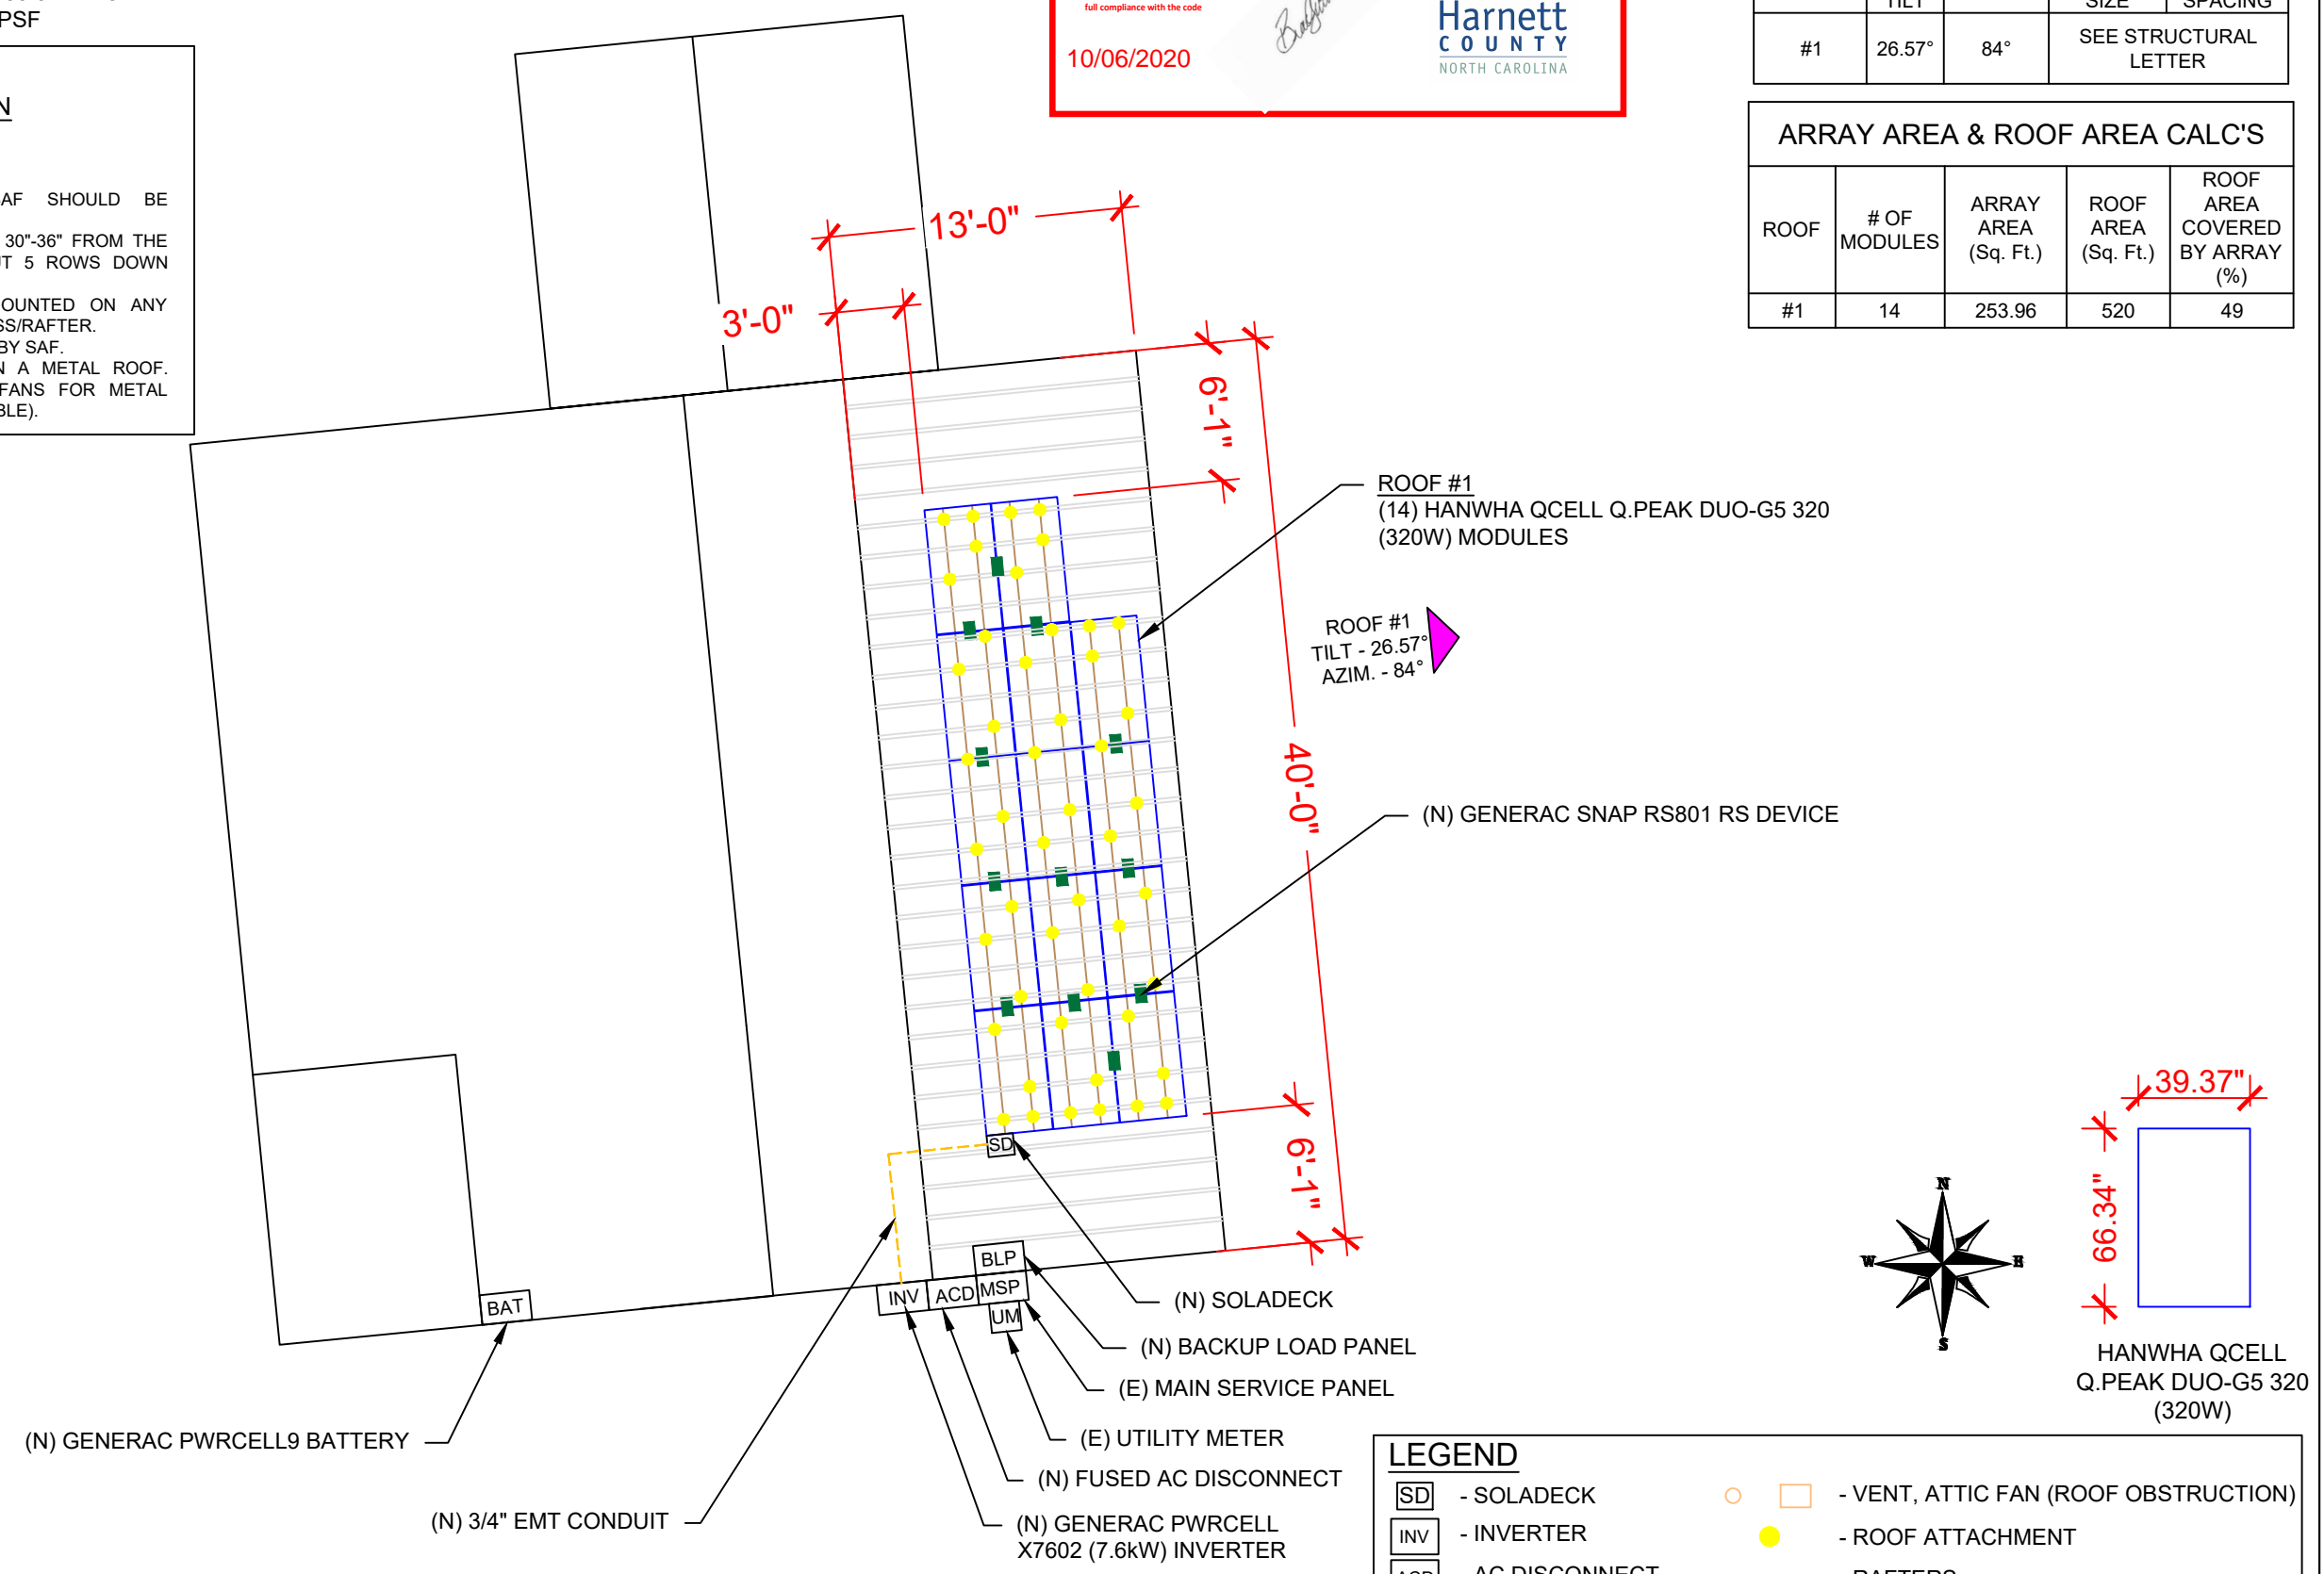 PSF
N
AF SHOULD BE
30"-36" FROM THE
UT 5 ROWS DOWN
OUNTED ON ANY
SS/RAFTER.
BY SAF.
N A METAL ROOF.
FANS FOR METAL
BLE).
full compliance with the code
10/06/2020
Harnett
COUNTY
NORTH CAROLINA
TILT SIZE SPACING
#1 26.57° 84° SEE STRUCTURAL
LETTER
ARRAY AREA & ROOF AREA CALC'S
ROOF # OF MODULES ARRAY AREA (Sq. Ft.) ROOF AREA (Sq. Ft.) ROOF AREA COVERED BY ARRAY (%)
#1 14 253.96 520 49
13'-0"
3'-0"
6'-1"
40'-0"
6'-1"
ROOF #1
(14) HANWHA QCELL Q.PEAK DUO-G5 320
(320W) MODULES
ROOF #1
TILT - 26.57°
AZIM. - 84°
(N) GENERAC SNAP RS801 RS DEVICE
SD
BLP
INV ACD MSP
UM
BAT
(N) SOLADECK
(N) BACKUP LOAD PANEL
(E) MAIN SERVICE PANEL
(E) UTILITY METER
(N) FUSED AC DISCONNECT
(N) GENERAC PWRCELL
X7602 (7.6kW) INVERTER
(N) GENERAC PWRCELL9 BATTERY
(N) 3/4" EMT CONDUIT
N
W E
S
39.37"
66.34"
HANWHA QCELL
Q.PEAK DUO-G5 320
(320W)
LEGEND
SD - SOLADECK
INV - INVERTER
ACD - AC DISCONNECT
- VENT, ATTIC FAN (ROOF OBSTRUCTION)
- ROOF ATTACHMENT
- RAFTERS